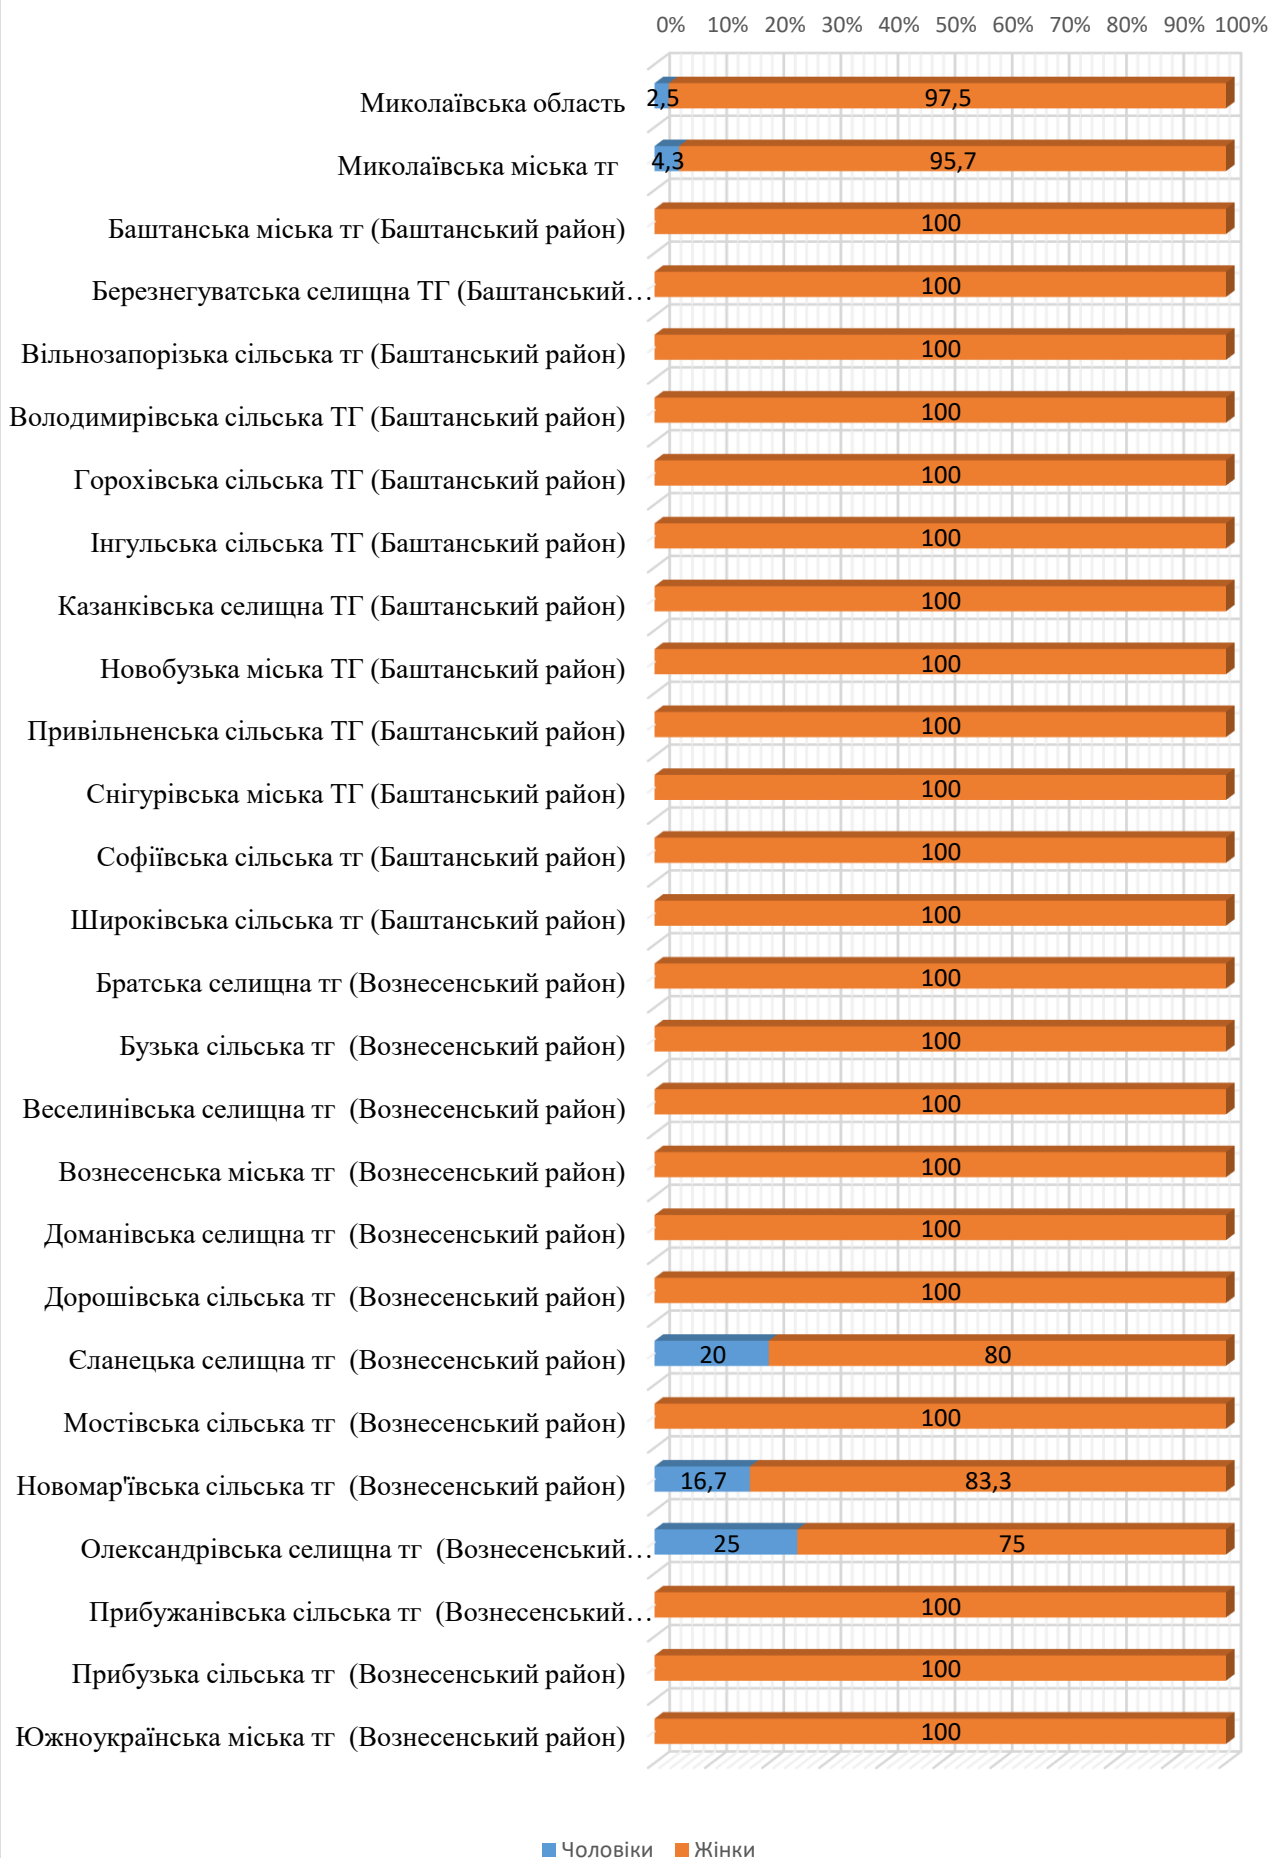 0% 10% 20% 30% 40% 50% 60% 70% 80% 90% 100%
Миколаївська область 2,5 97,5
Миколаївська міська тг 4,3 95,7
Баштанська міська тг (Баштанський район) 100
Березнегуватська селищна ТГ (Баштанський… 100
Вільнозапорізька сільська тг (Баштанський район) 100
Володимирівська сільська ТГ (Баштанський район) 100
Горохівська сільська ТГ (Баштанський район) 100
Інгульська сільська ТГ (Баштанський район) 100
Казанківська селищна ТГ (Баштанський район) 100
Новобузька міська ТГ (Баштанський район) 100
Привільненська сільська ТГ (Баштанський район) 100
Снігурівська міська ТГ (Баштанський район) 100
Софіївська сільська тг (Баштанський район) 100
Широківська сільська тг (Баштанський район) 100
Братська селищна тг (Вознесенський район) 100
Бузька сільська тг (Вознесенський район) 100
Веселинівська селищна тг (Вознесенський район) 100
Вознесенська міська тг (Вознесенський район) 100
Доманівська селищна тг (Вознесенський район) 100
Дорошівська сільська тг (Вознесенський район) 100
Єланецька селищна тг (Вознесенський район) 20 80
Мостівська сільська тг (Вознесенський район) 100
Новомар'ївська сільська тг (Вознесенський район) 16,7 83,3
Олександрівська селищна тг (Вознесенський… 25 75
Прибужанівська сільська тг (Вознесенський… 100
Прибузька сільська тг (Вознесенський район) 100
Южноукраїнська міська тг (Вознесенський район) 100
Чоловіки Жінки